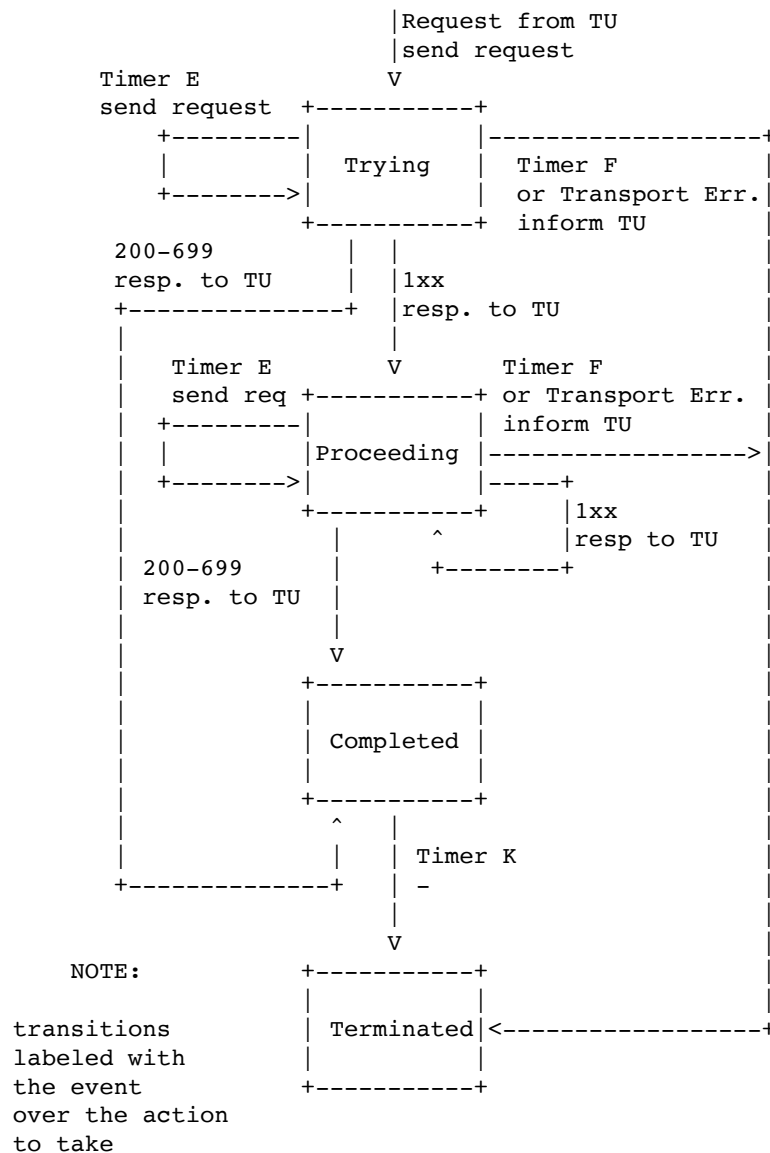 |Request from TU
|send request
Timer E V
send request +-----------+
+---------| |-------------------+
| | Trying | Timer F |
+-------->| | or Transport Err.|
+-----------+ inform TU |
200-699 | | |
resp. to TU | |1xx |
+---------------+ |resp. to TU |
| | |
| Timer E V Timer F |
| send req +-----------+ or Transport Err. |
| +---------| | inform TU |
| | |Proceeding |------------------>|
| +-------->| |-----+ |
| +-----------+ |1xx |
| | ^ |resp to TU |
| 200-699 | +--------+ |
| resp. to TU | |
| | |
| V |
| +-----------+ |
| | | |
| | Completed | |
| | | |
| +-----------+ |
| ^ | |
| | | Timer K |
+--------------+ | - |
| |
V |
NOTE: +-----------+ |
| | |
transitions | Terminated|<------------------+
labeled with | |
the event +-----------+
over the action
to take